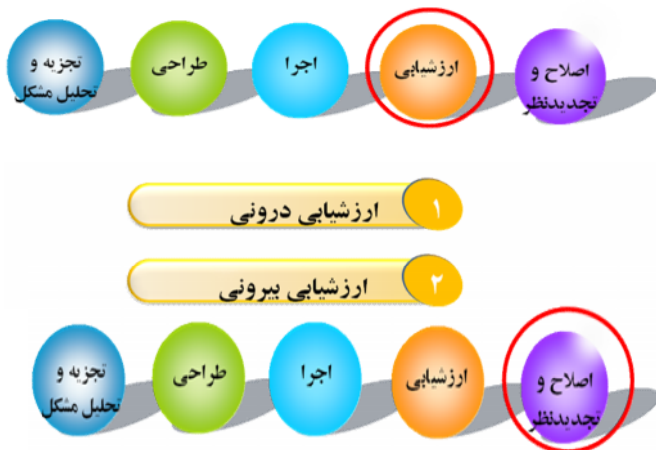 تجزیه و
تحلیل مشکل
طراحی
اجرا
ارزشیابی
اصلاح و
تجدیدنظر
۱ ارزشیابی درونی
۲ ارزشیابی بیرونی
تجزیه و
تحلیل مشکل
طراحی
اجرا
ارزشیابی
اصلاح و
تجدیدنظر